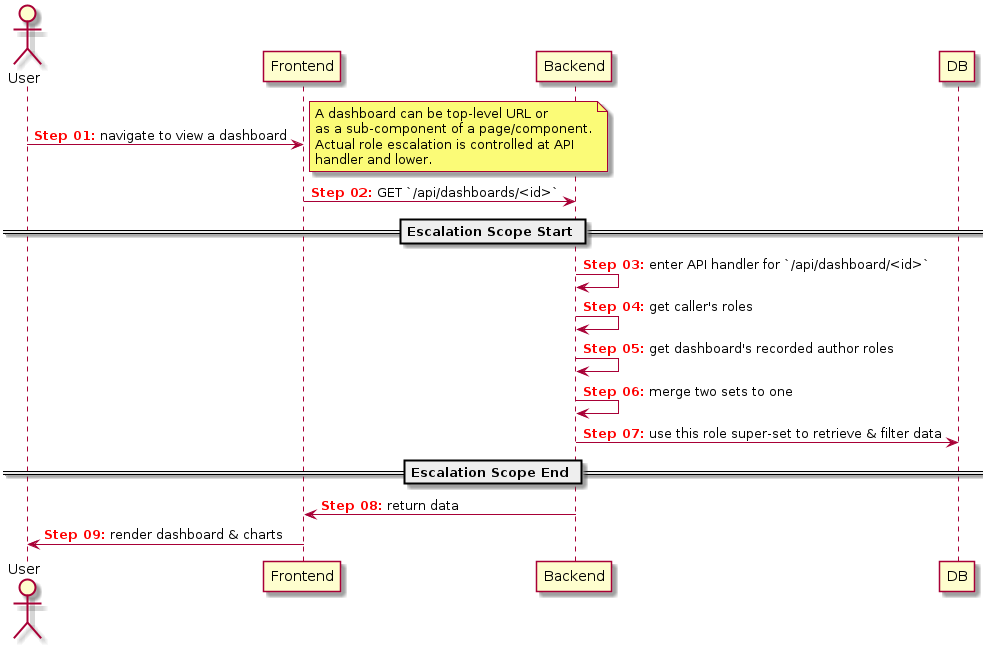 User
Frontend
Backend
DB
A dashboard can be top-level URL or
as a sub-component of a page/component.
Actual role escalation is controlled at API
handler and lower.
Step 01: navigate to view a dashboard
Step 02: GET `/api/dashboards/<id>`
Escalation Scope Start
Step 03: enter API handler for `/api/dashboard/<id>`
Step 04: get caller's roles
Step 05: get dashboard's recorded author roles
Step 06: merge two sets to one
Step 07: use this role super-set to retrieve & filter data
Escalation Scope End
Step 08: return data
Step 09: render dashboard & charts
User
Frontend
Backend
DB